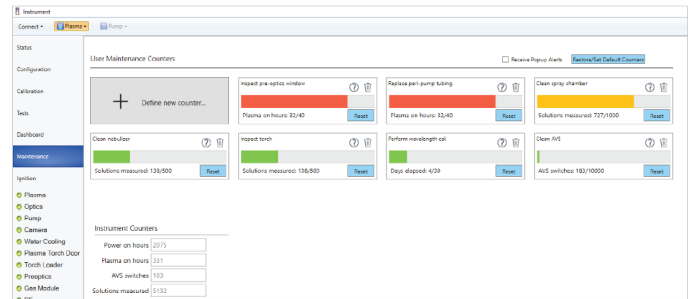 Instrument
Connect
Plasma
Pump
Status
Configuration
Calibration
Tests
Dashboard
Maintenance
Ignition
Plasma
Optics
Pump
Camera
Water Cooling
Plasma Torch Door
Torch Loader
Preoptics
Gas Module
User Maintenance Counters
Receive Popup Alerts
Restore/Set Default Counters
+ Define new counter...
Inspect pre-optics window
Plasma on hours: 32/40
Reset
Replace peri-pump tubing
Plasma on hours: 32/40
Reset
Clean spray chamber
Solutions measured: 737/1000
Reset
Clean nebulizer
Solutions measured: 138/500
Reset
Inspect torch
Solutions measured: 138/500
Reset
Perform wavelength cal.
Days elapsed: 4/30
Reset
Clean AVS
AVS switches: 183/10000
Reset
Instrument Counters
Power on hours 2075
Plasma on hours 331
AVS switches 183
Solutions measured 5132